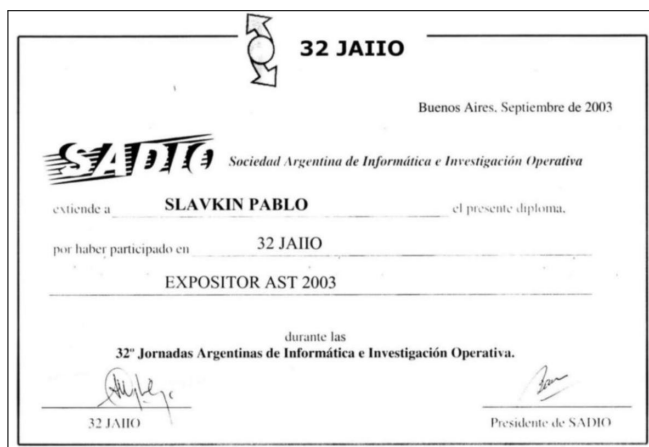 32 JAIIO
Buenos Aires, Septiembre de 2003
SADIO Sociedad Argentina de Informática e Investigación Operativa
extiende a SLAVKIN PABLO el presente diploma,
por haber participado en 32 JAIIO
EXPOSITOR AST 2003
durante las
32º Jornadas Argentinas de Informática e Investigación Operativa.
32 JAIIO Presidente de SADIO